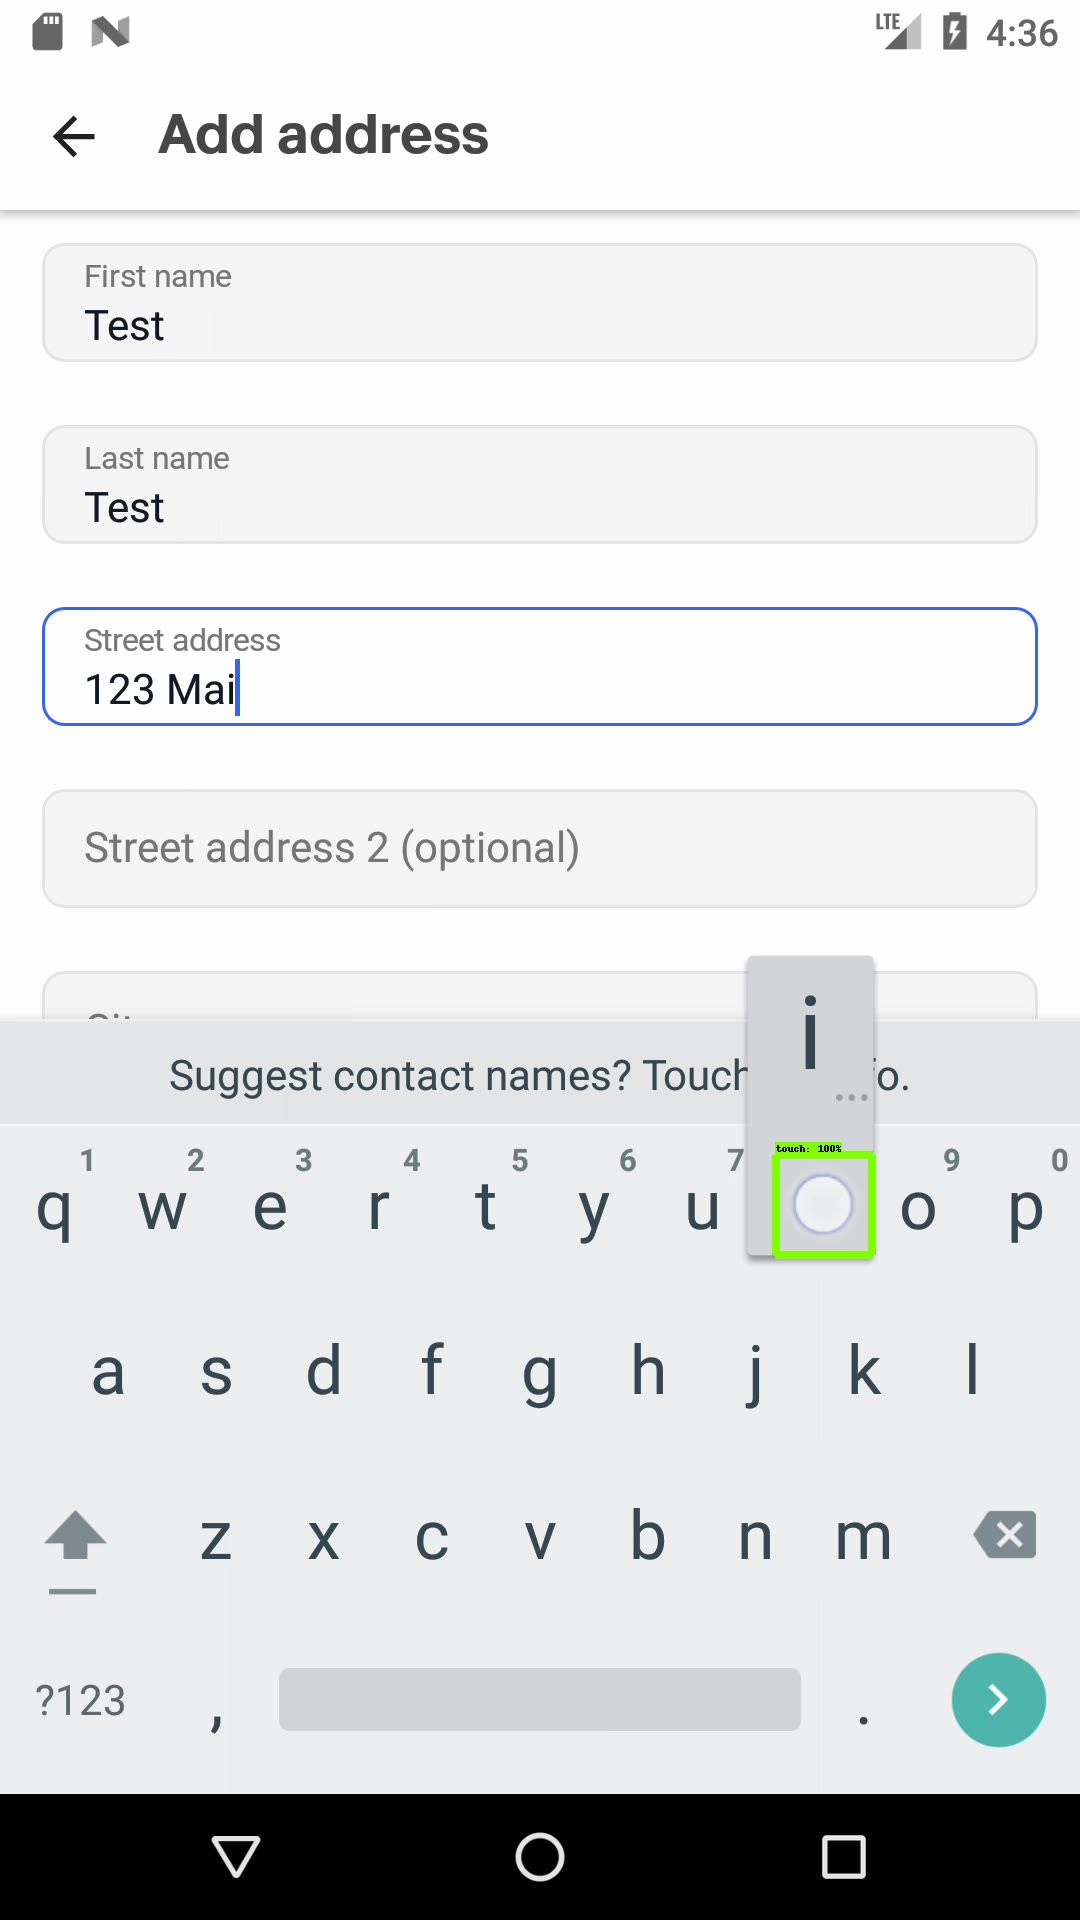 LTE 4:36
Add address
First name
Test
Last name
Test
Street address
123 Mai
Street address 2 (optional)
i
Suggest contact names? Touch fo.
...
touch: 100%
1 2 3 4 5 6 7 9 0
q w e r t y u o p
a s d f g h j k l
z x c v b n m
?123 , .